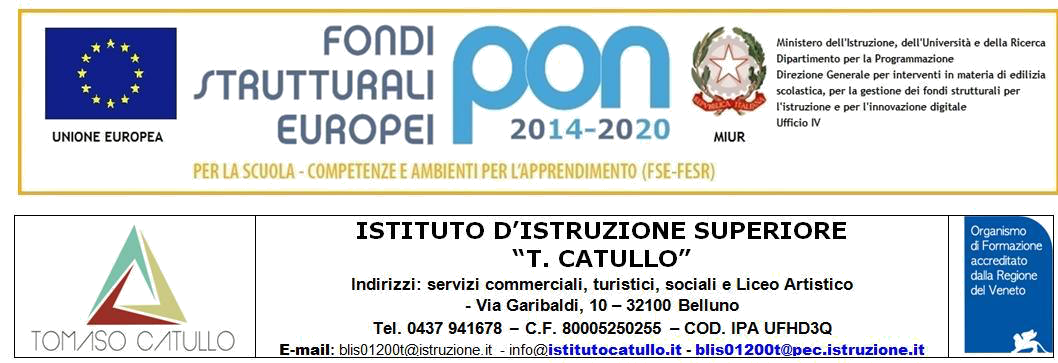 FONDI
STRUTTURALI
EUROPEI
pon
2014-2020
UNIONE EUROPEA
MIUR
REPUBBLICA ITALIANA
Ministero dell'Istruzione, dell'Università e della Ricerca
Dipartimento per la Programmazione
Direzione Generale per interventi in materia di edilizia
scolastica, per la gestione dei fondi strutturali per
l'istruzione e per l'innovazione digitale
Ufficio IV
PER LA SCUOLA - COMPETENZE E AMBIENTI PER L'APPRENDIMENTO (FSE-FESR)
TOMASO CATULLO
ISTITUTO D'ISTRUZIONE SUPERIORE
“T. CATULLO”
Indirizzi: servizi commerciali, turistici, sociali e Liceo Artistico
- Via Garibaldi, 10 – 32100 Belluno
Tel. 0437 941678 – C.F. 80005250255 – COD. IPA UFHD3Q
E-mail: blis01200t@istruzione.it - info@istitutocatullo.it - blis01200t@pec.istruzione.it
Organismo
di Formazione
accreditato
dalla Regione
del Veneto